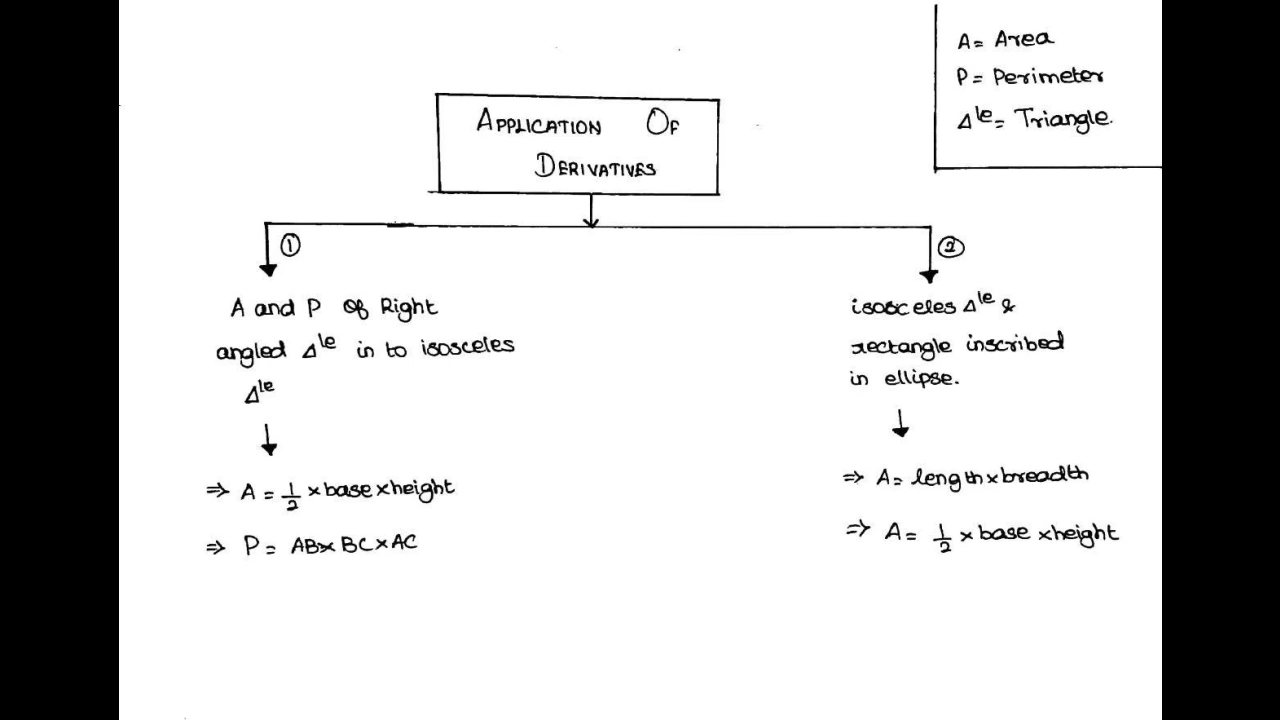 A = Area
P = Perimeter
Δle = Triangle.
APPLICATION OF
DERIVATIVES
①
A and P Of Right
angled Δle in to isosceles
Δle
⇒ A = 1/2 × base × height
⇒ P = AB × BC × AC
②
isosceles Δle &
rectangle inscribed
in ellipse.
⇒ A = length × breadth
⇒ A = 1/2 × base × height